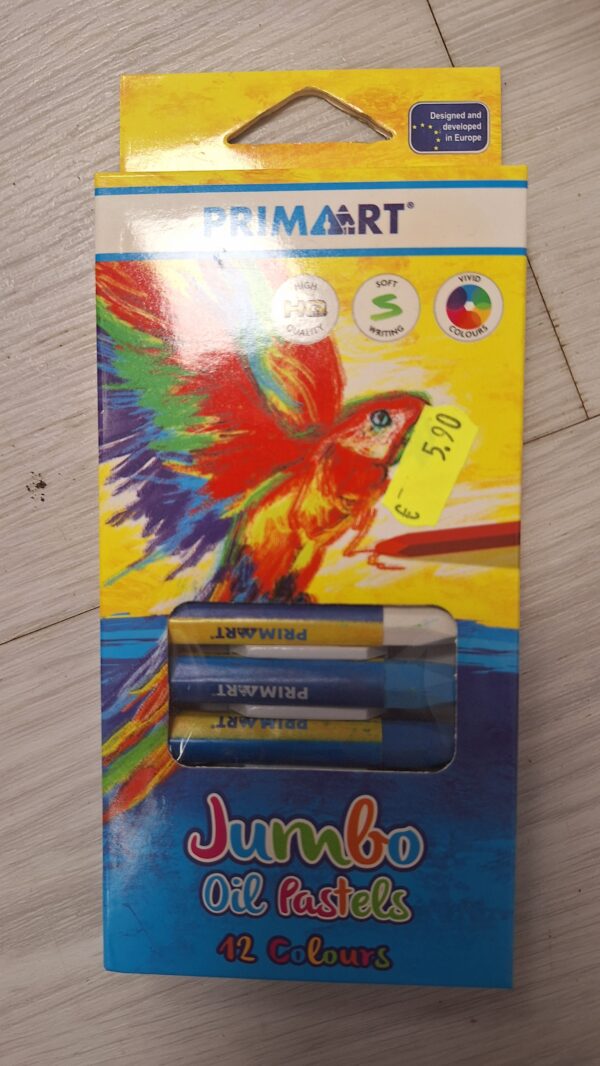 Designed and
developed
in Europe
PRIMAART®
HIGH
HQ
QUALITY
SOFT
WRITING
VIVID
COLOURS
€ 5.90
PRIMAART
PRIMAART
PRIMAART
Jumbo
Oil Pastels
12 Colours